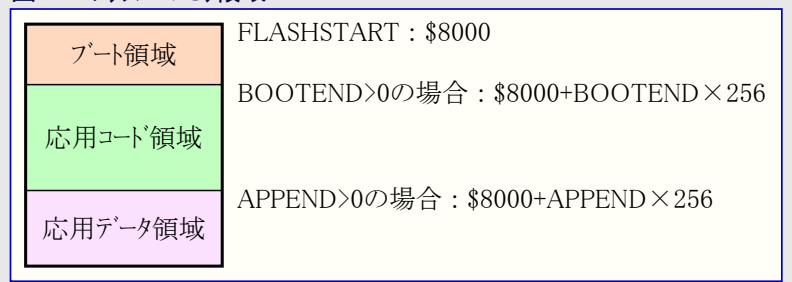 FLASHSTART : $8000
ブート領域
BOOTEND>0の場合 : $8000+BOOTEND×256
応用コード領域
APPEND>0の場合 : $8000+APPEND×256
応用データ領域